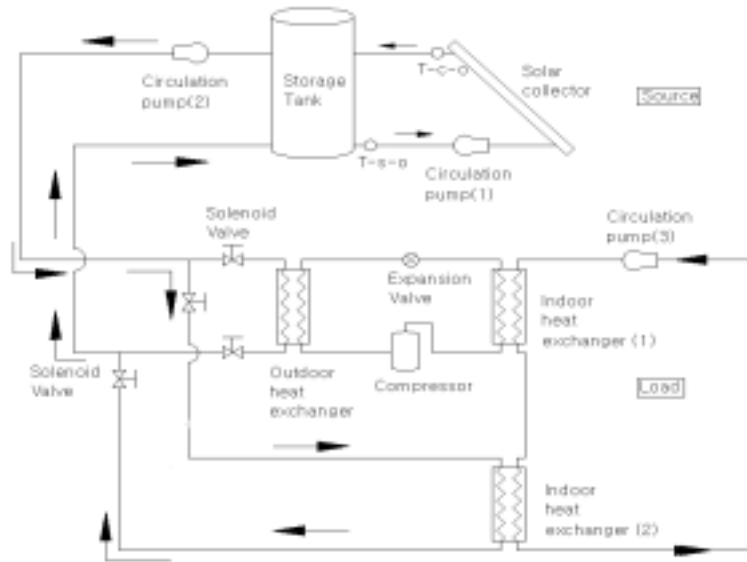 Circulation
pump(2)
Storage
Tank
T-c-o
Solar
collector
Source
T-s-o
Circulation
pump(1)
Solenoid
Valve
Circulation
pump(3)
Expansion
Valve
Indoor
heat
exchanger (1)
Solenoid
Valve
Outdoor
heat
exchanger
Compressor
Load
Indoor
heat
exchanger (2)